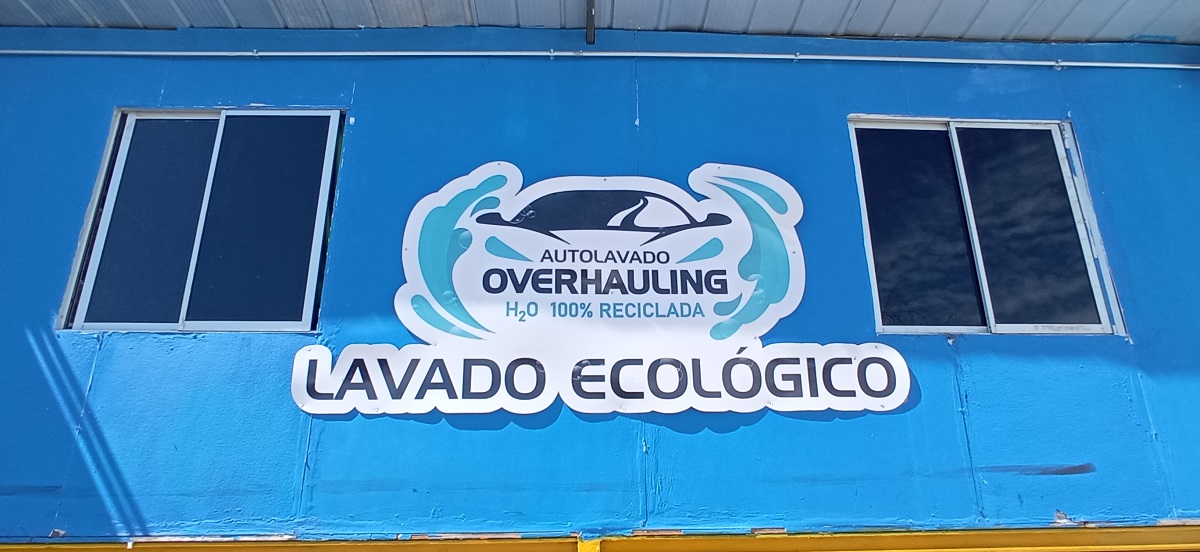 AUTOLAVADO
OVERHAULING
H₂O 100% RECICLADA
LAVADO ECOLÓGICO